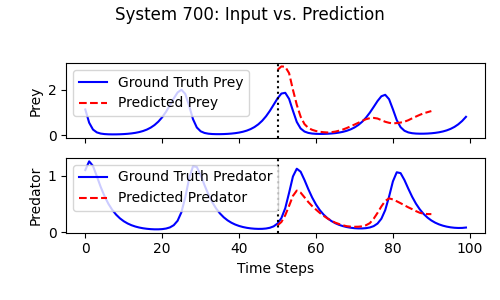 System 700: Input vs. Prediction
Prey
2
0
Ground Truth Prey
Predicted Prey
Predator
1
0
Ground Truth Predator
Predicted Predator
0
20
40
60
80
100
Time Steps